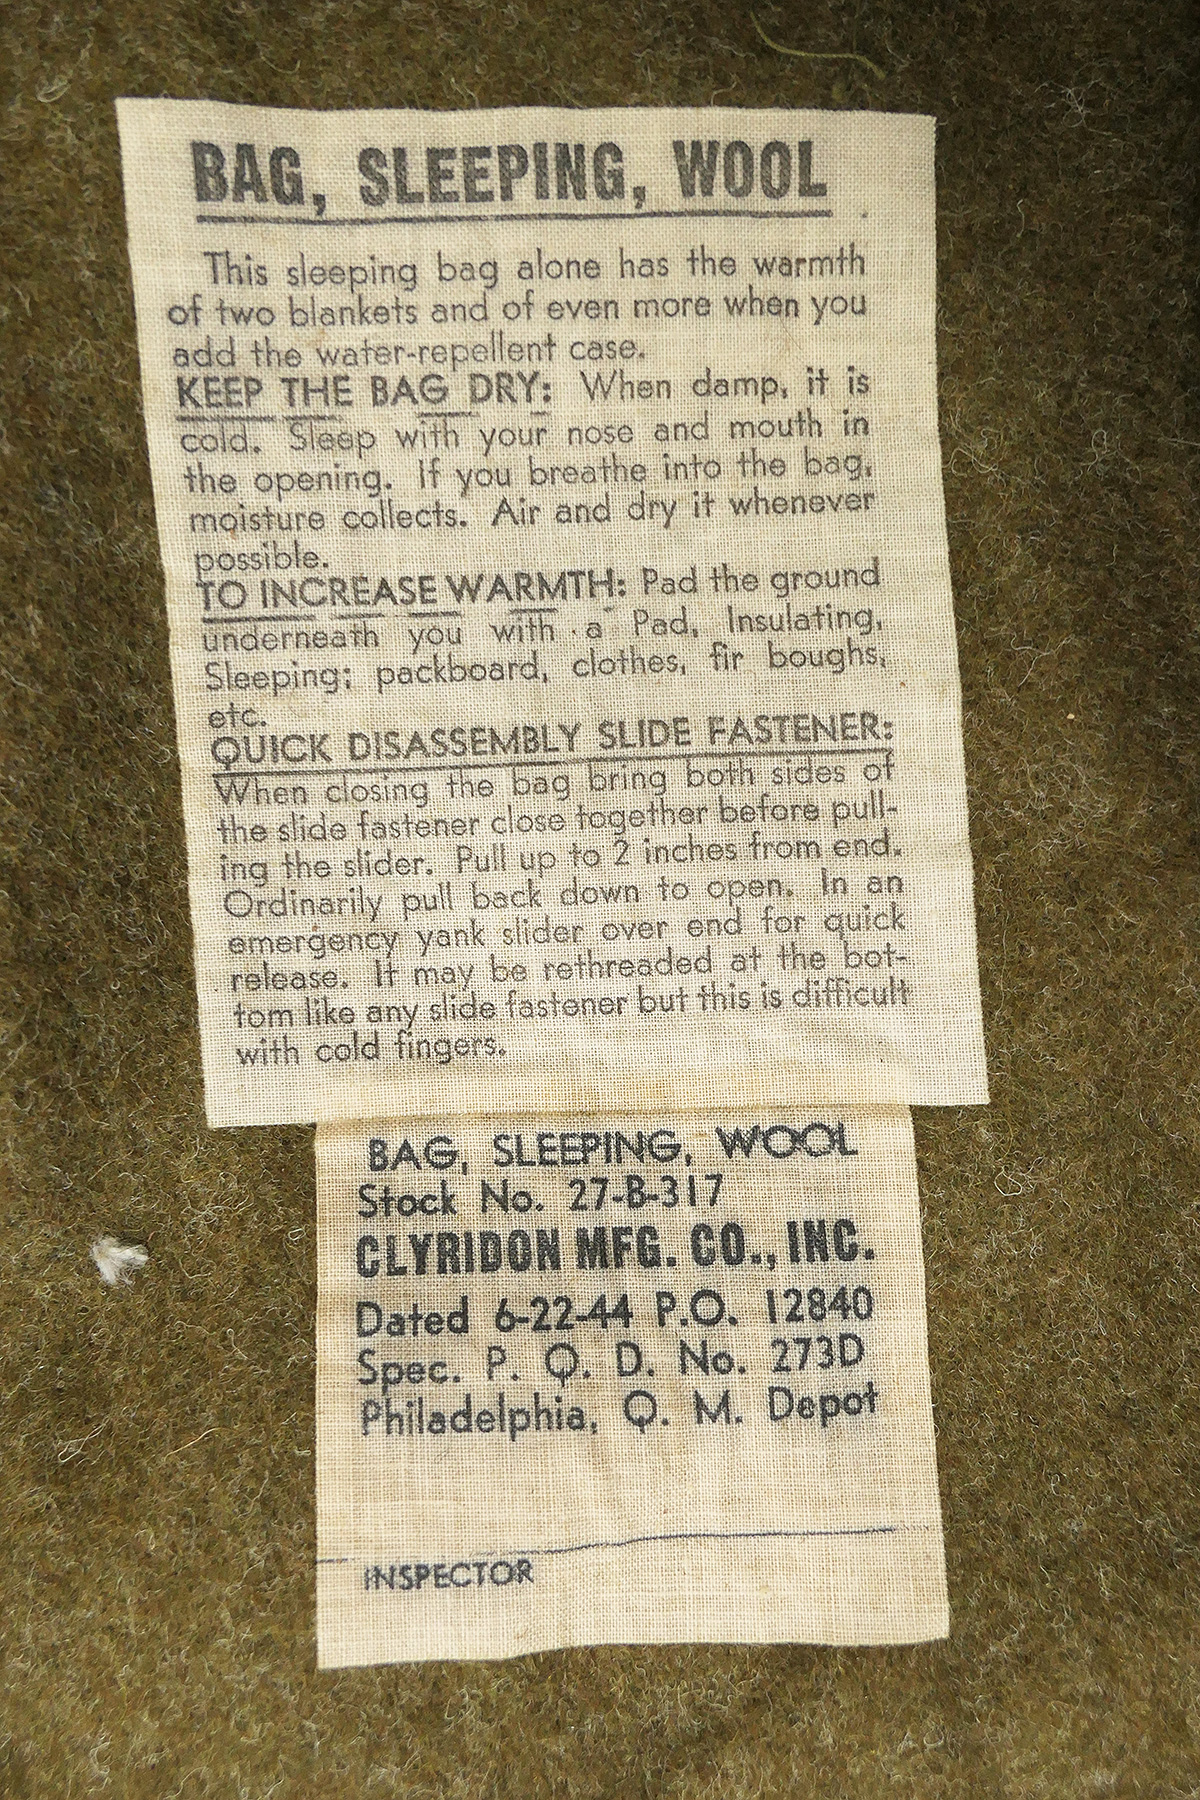 BAG, SLEEPING, WOOL
This sleeping bag alone has the warmth
of two blankets and of even more when you
add the water-repellent case.
KEEP THE BAG DRY: When damp, it is
cold. Sleep with your nose and mouth in
the opening. If you breathe into the bag,
moisture collects. Air and dry it whenever
possible.
TO INCREASE WARMTH: Pad the ground
underneath you with a Pad, Insulating,
Sleeping; packboard, clothes, fir boughs,
etc.
QUICK DISASSEMBLY SLIDE FASTENER:
When closing the bag bring both sides of
the slide fastener close together before pull-
ing the slider. Pull up to 2 inches from end.
Ordinarily pull back down to open. In an
emergency yank slider over end for quick
release. It may be rethreaded at the bot-
tom like any slide fastener but this is difficult
with cold fingers.
BAG, SLEEPING, WOOL
Stock No. 27-B-317
CLYRIDON MFG. CO., INC.
Dated 6-22-44 P.O. 12840
Spec. P. Q. D. No. 273D
Philadelphia, Q. M. Depot
INSPECTOR